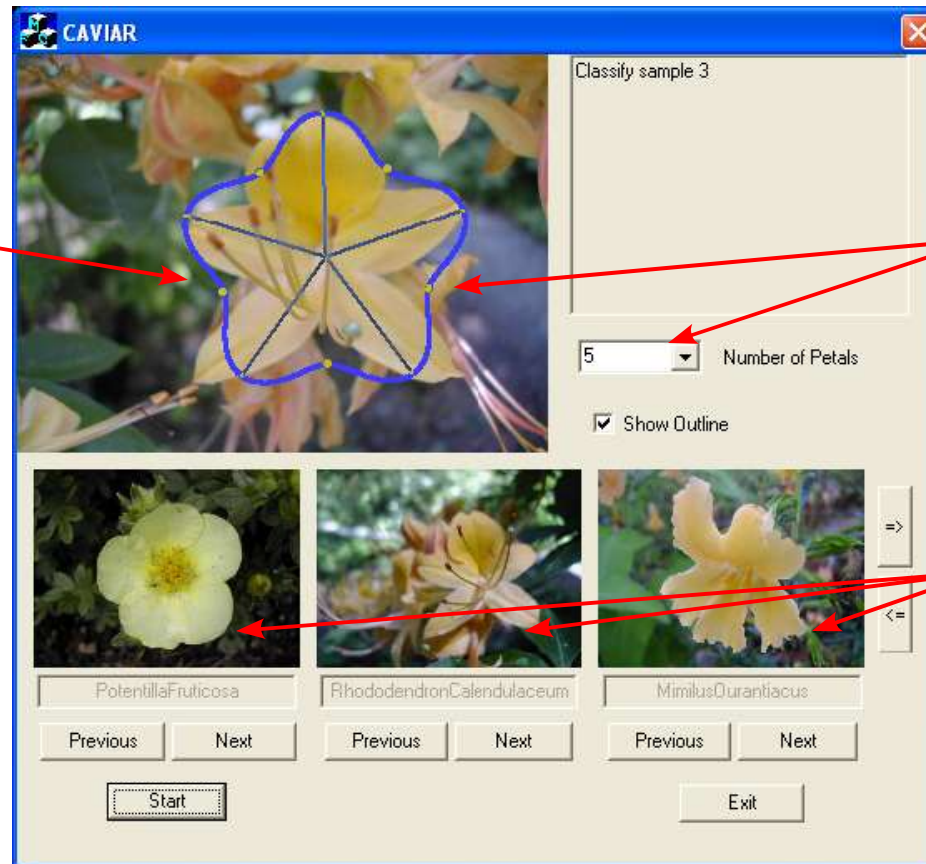 CAVIAR
Classify sample 3
5
Number of Petals
Show Outline
=>
<=
PotentillaFruticosa
RhododendronCalendulaceum
MimilusOurantiacus
Previous
Next
Previous
Next
Previous
Next
Start
Exit